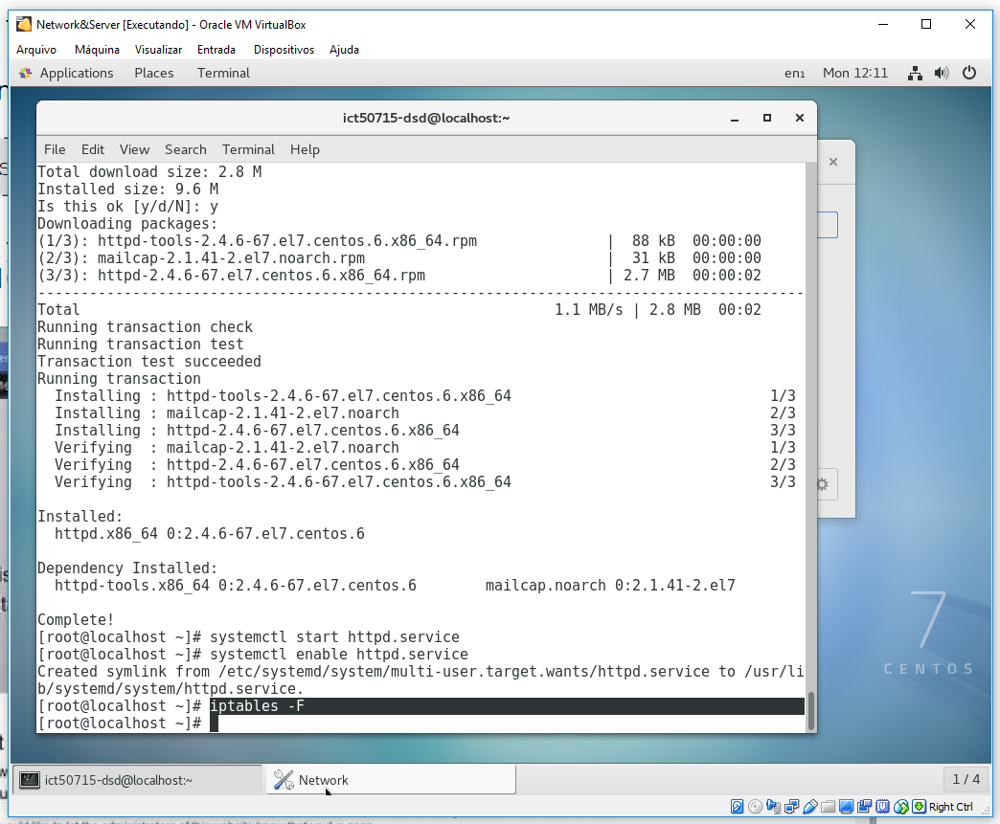 Network&Server [Executando] - Oracle VM VirtualBox
Arquivo Máquina Visualizar Entrada Dispositivos Ajuda
Applications Places Terminal en₁ Mon 12:11
ict50715-dsd@localhost:~
File Edit View Search Terminal Help
Total download size: 2.8 M
Installed size: 9.6 M
Is this ok [y/d/N]: y
Downloading packages:
(1/3): httpd-tools-2.4.6-67.el7.centos.6.x86_64.rpm | 88 kB 00:00:00
(2/3): mailcap-2.1.41-2.el7.noarch.rpm | 31 kB 00:00:00
(3/3): httpd-2.4.6-67.el7.centos.6.x86_64.rpm | 2.7 MB 00:00:02
--------------------------------------------------------------------------------
Total 1.1 MB/s | 2.8 MB 00:02
Running transaction check
Running transaction test
Transaction test succeeded
Running transaction
Installing : httpd-tools-2.4.6-67.el7.centos.6.x86_64 1/3
Installing : mailcap-2.1.41-2.el7.noarch 2/3
Installing : httpd-2.4.6-67.el7.centos.6.x86_64 3/3
Verifying : mailcap-2.1.41-2.el7.noarch 1/3
Verifying : httpd-2.4.6-67.el7.centos.6.x86_64 2/3
Verifying : httpd-tools-2.4.6-67.el7.centos.6.x86_64 3/3
Installed:
httpd.x86_64 0:2.4.6-67.el7.centos.6
Dependency Installed:
httpd-tools.x86_64 0:2.4.6-67.el7.centos.6 mailcap.noarch 0:2.1.41-2.el7
Complete!
[root@localhost ~]# systemctl start httpd.service
[root@localhost ~]# systemctl enable httpd.service
Created symlink from /etc/systemd/system/multi-user.target.wants/httpd.service to /usr/li
b/systemd/system/httpd.service.
[root@localhost ~]# iptables -F
[root@localhost ~]#
7
CENTOS
ict50715-dsd@localhost:~ Network 1 / 4
Right Ctrl